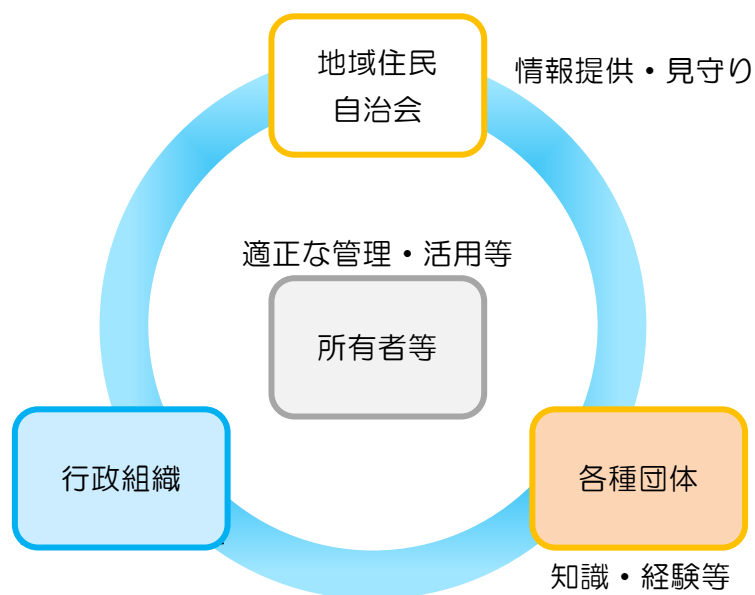 地域住民
自治会
情報提供・見守り
適正な管理・活用等
所有者等
行政組織
各種団体
知識・経験等